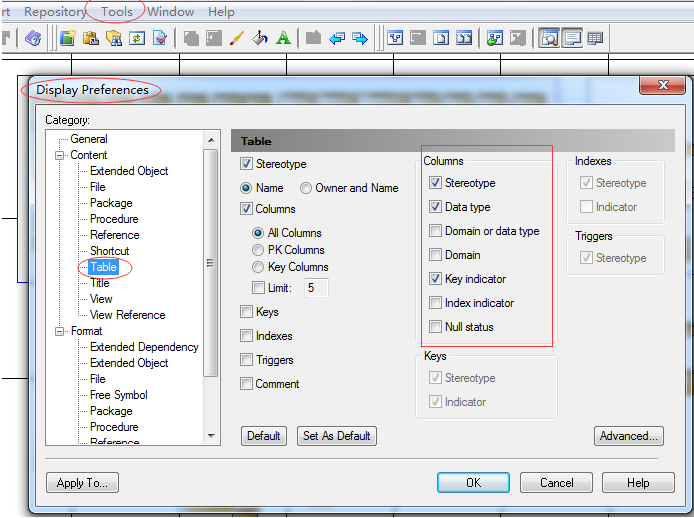 rt Repository Tools Window Help
Display Preferences
Category:
General
Content
Extended Object
File
Package
Procedure
Reference
Shortcut
Table
Title
View
View Reference
Format
Extended Dependency
Extended Object
File
Free Symbol
Package
Procedure
Reference
Table
Stereotype
Name Owner and Name
Columns
All Columns
PK Columns
Key Columns
Limit: 5
Keys
Indexes
Triggers
Comment
Columns
Stereotype
Data type
Domain or data type
Domain
Key indicator
Index indicator
Null status
Keys
Stereotype
Indicator
Indexes
Stereotype
Indicator
Triggers
Stereotype
Default Set As Default Advanced...
Apply To... OK Cancel Help